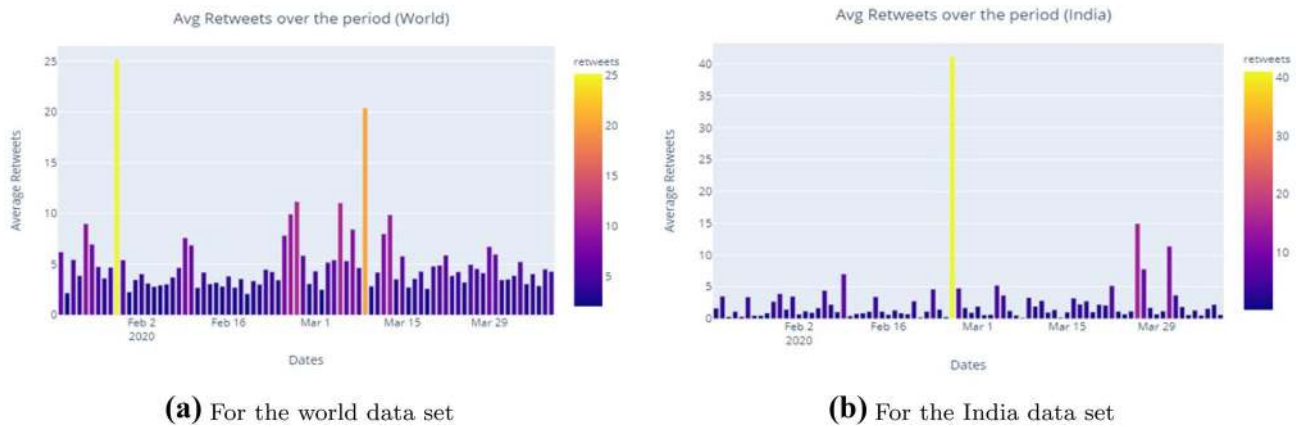 Avg Retweets over the period (World)
retweets
25
20
15
10
5
0
Average Retweets
25
20
15
10
5
Feb 2
2020
Feb 16
Mar 1
Mar 15
Mar 29
Dates
(a) For the world data set
Avg Retweets over the period (India)
retweets
40
35
30
25
20
15
10
5
0
Average Retweets
40
30
20
10
Feb 2
2020
Feb 16
Mar 1
Mar 15
Mar 29
Dates
(b) For the India data set